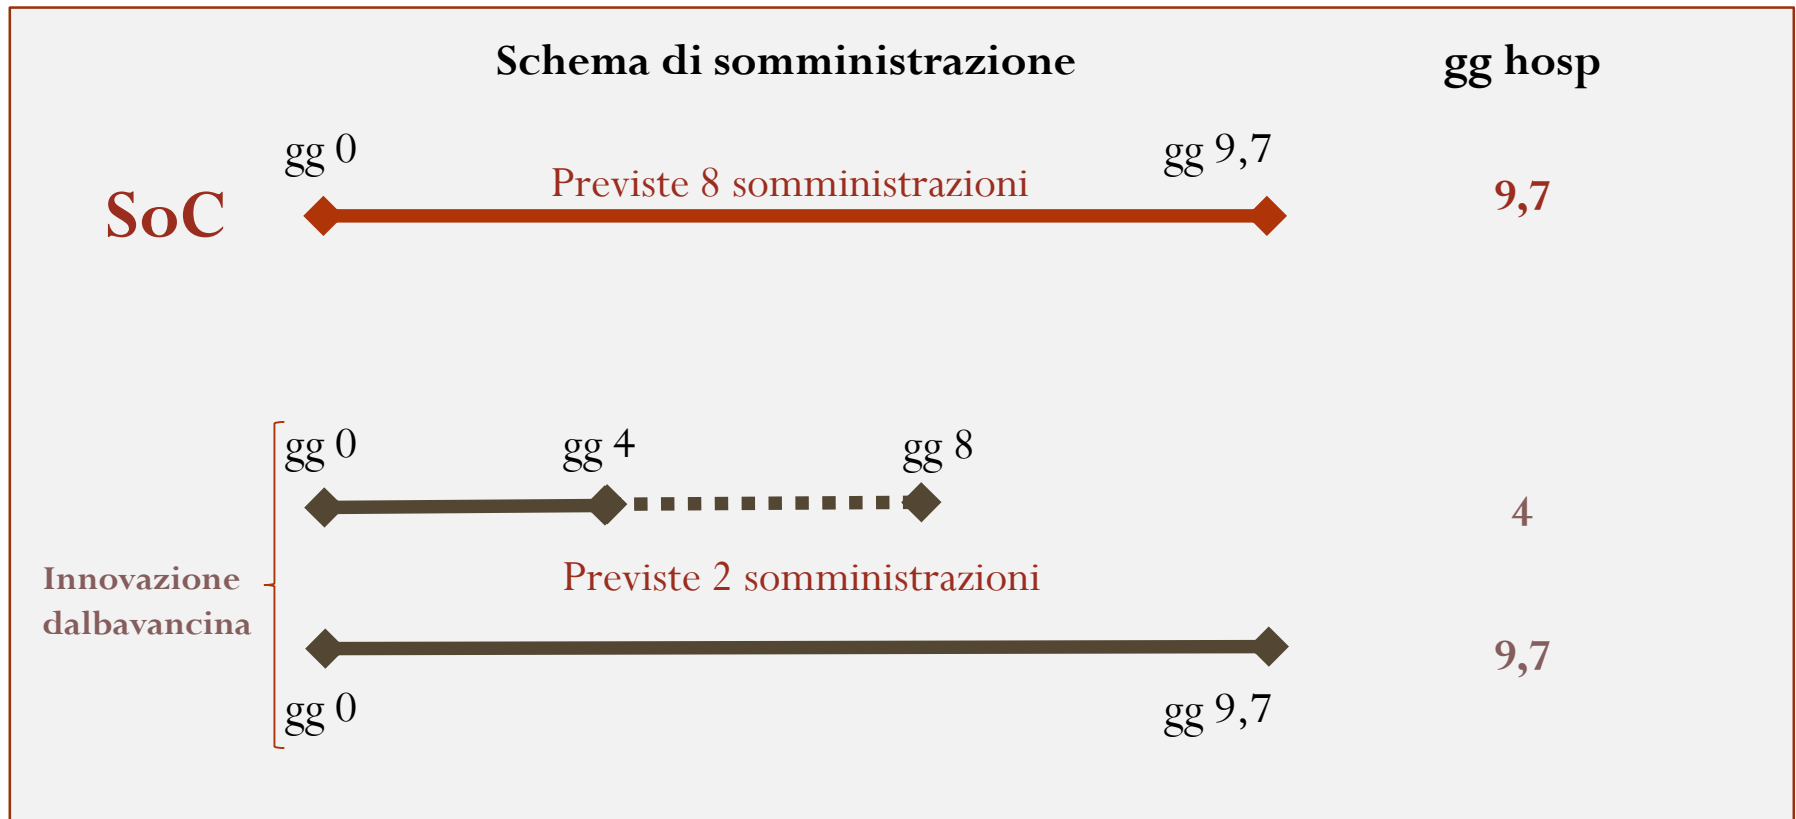 Schema di somministrazione
gg hosp
gg 0
gg 9,7
Previste 8 somministrazioni
SoC
9,7
gg 0
gg 4
gg 8
4
Innovazione
dalbavancina
Previste 2 somministrazioni
9,7
gg 0
gg 9,7